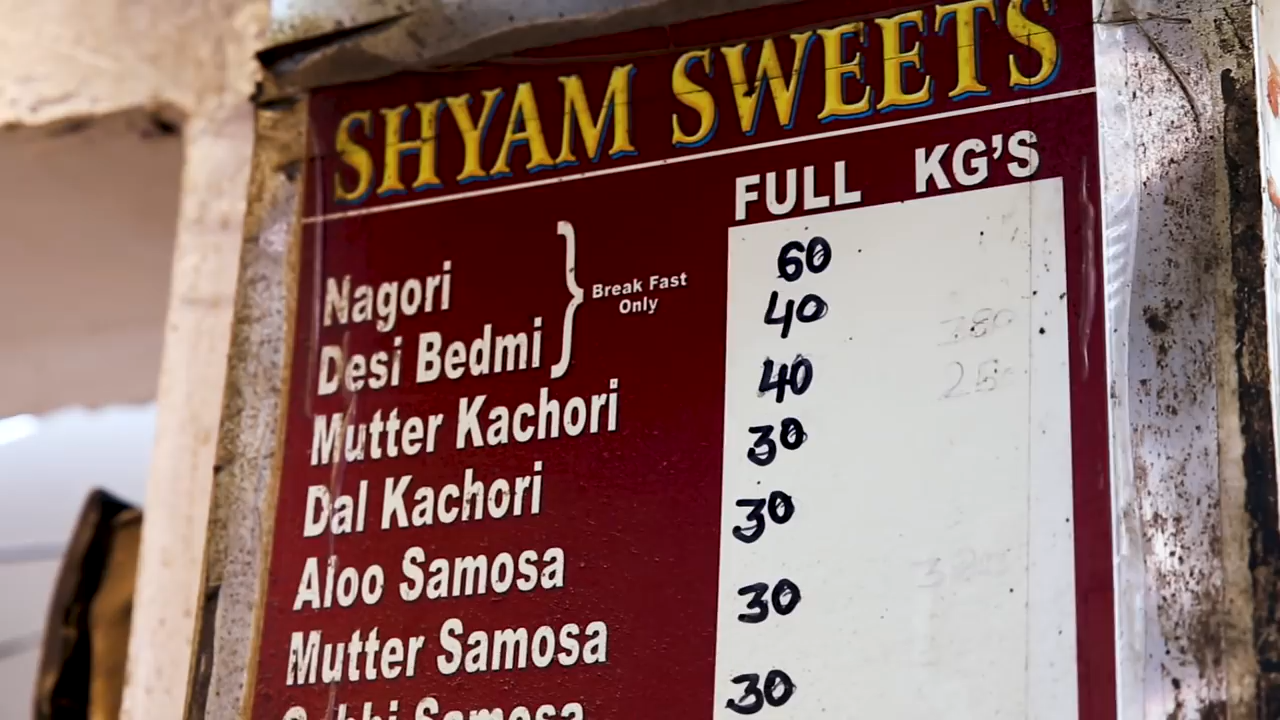 SHYAM SWEETS
FULL KG'S
Nagori 60
Break Fast
Only
Desi Bedmi 40
Mutter Kachori 40
Dal Kachori 30
Aloo Samosa 30
Mutter Samosa 30
Samosa 30